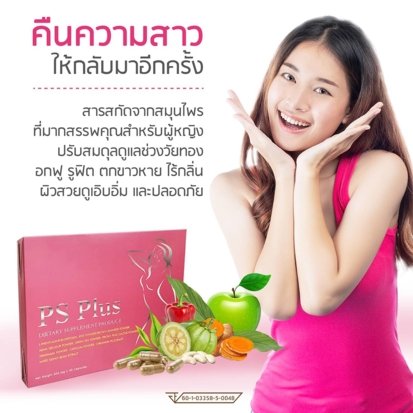 คืนความสาว
ให้กลับมาอีกครั้ง
สารสกัดจากสมุนไพร
ที่มากสรรพคุณสำหรับผู้หญิง
ปรับสมดุลดูแลช่วงวัยทอง
อกฟู รูฟิต ตกขาวหาย ไร้กลิ่น
ผิวสวยดูเอิบอิ่ม และปลอดภัย
PS Plus
DIETARY SUPPLEMENT PRODUCT
60-1-03358-5-0048